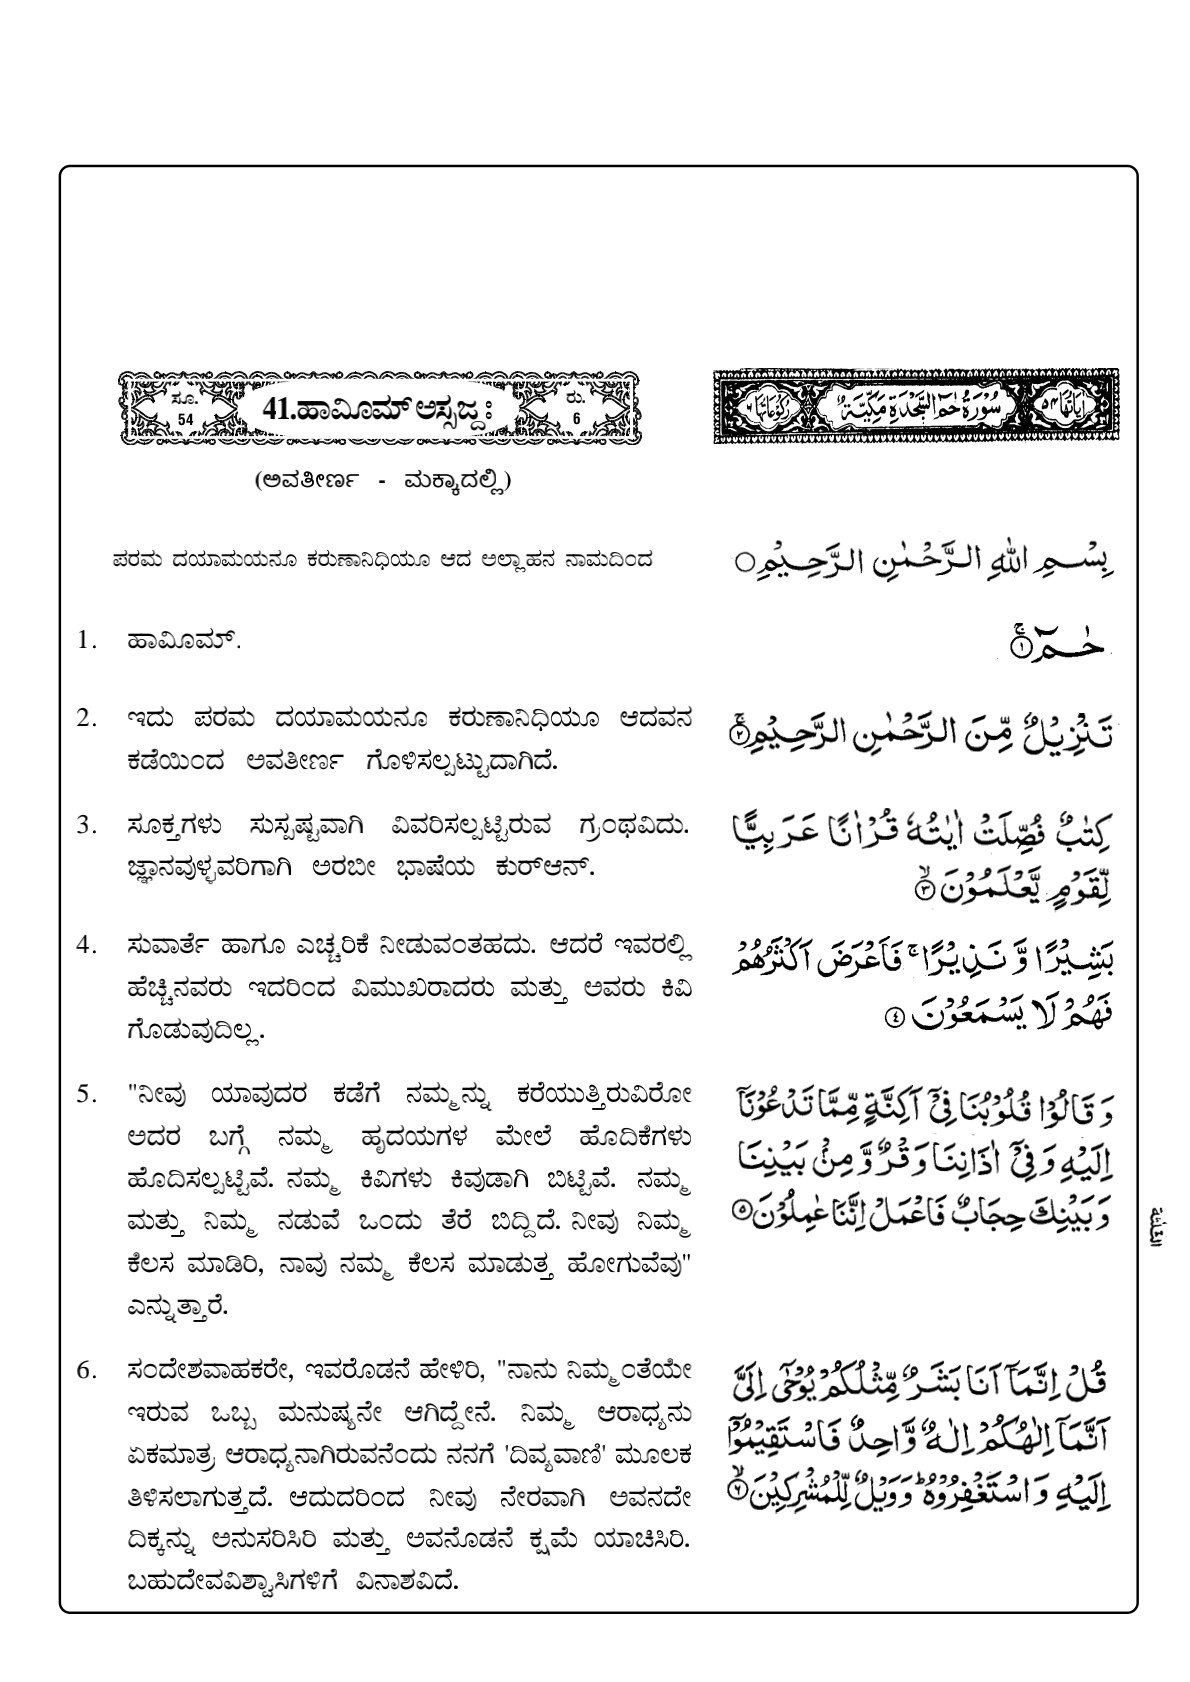 ಸೂ.
54
41.ಹಾಮೀಮ್ ಅಸ್ಸಜ್ದಃ
ರು.
6
(ಅವತೀರ್ಣ - ಮಕ್ಕಾದಲ್ಲಿ)
ಪರಮ ದಯಾಮಯನೂ ಕರುಣಾನಿಧಿಯೂ ಆದ ಅಲ್ಲಾಹನ ನಾಮದಿಂದ
1. ಹಾಮೀಮ್.
2. ಇದು ಪರಮ ದಯಾಮಯನೂ ಕರುಣಾನಿಧಿಯೂ ಆದವನ
ಕಡೆಯಿಂದ ಅವತೀರ್ಣ ಗೊಳಿಸಲ್ಪಟ್ಟುದಾಗಿದೆ.
3. ಸೂಕ್ತಗಳು ಸುಸ್ಪಷ್ಟವಾಗಿ ವಿವರಿಸಲ್ಪಟ್ಟಿರುವ ಗ್ರಂಥವಿದು.
ಜ್ಞಾನವುಳ್ಳವರಿಗಾಗಿ ಅರಬೀ ಭಾಷೆಯ ಕುರ್‌ಆನ್.
4. ಸುವಾರ್ತೆ ಹಾಗೂ ಎಚ್ಚರಿಕೆ ನೀಡುವಂತಹದು. ಆದರೆ ಇವರಲ್ಲಿ
ಹೆಚ್ಚಿನವರು ಇದರಿಂದ ವಿಮುಖರಾದರು ಮತ್ತು ಅವರು ಕಿವಿ
ಗೊಡುವುದಿಲ್ಲ.
5. "ನೀವು ಯಾವುದರ ಕಡೆಗೆ ನಮ್ಮನ್ನು ಕರೆಯುತ್ತಿರುವಿರೋ
ಅದರ ಬಗ್ಗೆ ನಮ್ಮ ಹೃದಯಗಳ ಮೇಲೆ ಹೊದಿಕೆಗಳು
ಹೊದಿಸಲ್ಪಟ್ಟಿವೆ. ನಮ್ಮ ಕಿವಿಗಳು ಕಿವುಡಾಗಿ ಬಿಟ್ಟಿವೆ. ನಮ್ಮ
ಮತ್ತು ನಿಮ್ಮ ನಡುವೆ ಒಂದು ತೆರೆ ಬಿದ್ದಿದೆ. ನೀವು ನಿಮ್ಮ
ಕೆಲಸ ಮಾಡಿರಿ, ನಾವು ನಮ್ಮ ಕೆಲಸ ಮಾಡುತ್ತ ಹೋಗುವೆವು"
ಎನ್ನುತ್ತಾರೆ.
6. ಸಂದೇಶವಾಹಕರೇ, ಇವರೊಡನೆ ಹೇಳಿರಿ, "ನಾನು ನಿಮ್ಮಂತೆಯೇ
ಇರುವ ಒಬ್ಬ ಮನುಷ್ಯನೇ ಆಗಿದ್ದೇನೆ. ನಿಮ್ಮ ಆರಾಧ್ಯನು
ಏಕಮಾತ್ರ ಆರಾಧ್ಯನಾಗಿರುವನೆಂದು ನನಗೆ 'ದಿವ್ಯವಾಣಿ' ಮೂಲಕ
ತಿಳಿಸಲಾಗುತ್ತದೆ. ಆದುದರಿಂದ ನೀವು ನೇರವಾಗಿ ಅವನದೇ
ದಿಕ್ಕನ್ನು ಅನುಸರಿಸಿರಿ ಮತ್ತು ಅವನೊಡನೆ ಕ್ಷಮೆ ಯಾಚಿಸಿರಿ.
ಬಹುದೇವವಿಶ್ವಾಸಿಗಳಿಗೆ ವಿನಾಶವಿದೆ.
اٰیَاتُهَا ۵۴ سُوْرَةُ حٰمٓ السَّجْدَةِ مَكِّيَّةٌ رُكُوْعَاتُهَا ٦
بِسْمِ اللّٰهِ الرَّحْمٰنِ الرَّحِيْمِ ○
حٰمٓ ۚ ۝١
تَنْزِيْلٌ مِّنَ الرَّحْمٰنِ الرَّحِيْمِ ۚ ۝٢
كِتٰبٌ فُصِّلَتْ اٰيٰتُهٗ قُرْاٰنًا عَرَبِيًّا
لِّقَوْمٍ يَّعْلَمُوْنَ ۙ ۝٣
بَشِيْرًا وَّ نَذِيْرًا ۚ فَاَعْرَضَ اَكْثَرُهُمْ
فَهُمْ لَا يَسْمَعُوْنَ ۝٤
وَ قَالُوْا قُلُوْبُنَا فِيْۤ اَكِنَّةٍ مِّمَّا تَدْعُوْنَاۤ
اِلَيْهِ وَ فِيْۤ اٰذَانِنَا وَقْرٌ وَّ مِنْۢ بَيْنِنَا
وَ بَيْنِكَ حِجَابٌ فَاعْمَلْ اِنَّنَا عٰمِلُوْنَ ۝٥
قُلْ اِنَّمَاۤ اَنَا بَشَرٌ مِّثْلُكُمْ يُوْحٰۤى اِلَيَّ
اَنَّمَاۤ اِلٰهُكُمْ اِلٰهٌ وَّاحِدٌ فَاسْتَقِيْمُوْۤا
اِلَيْهِ وَ اسْتَغْفِرُوْهُ ؕ وَ وَيْلٌ لِّلْمُشْرِكِيْنَ ۙ ۝٦